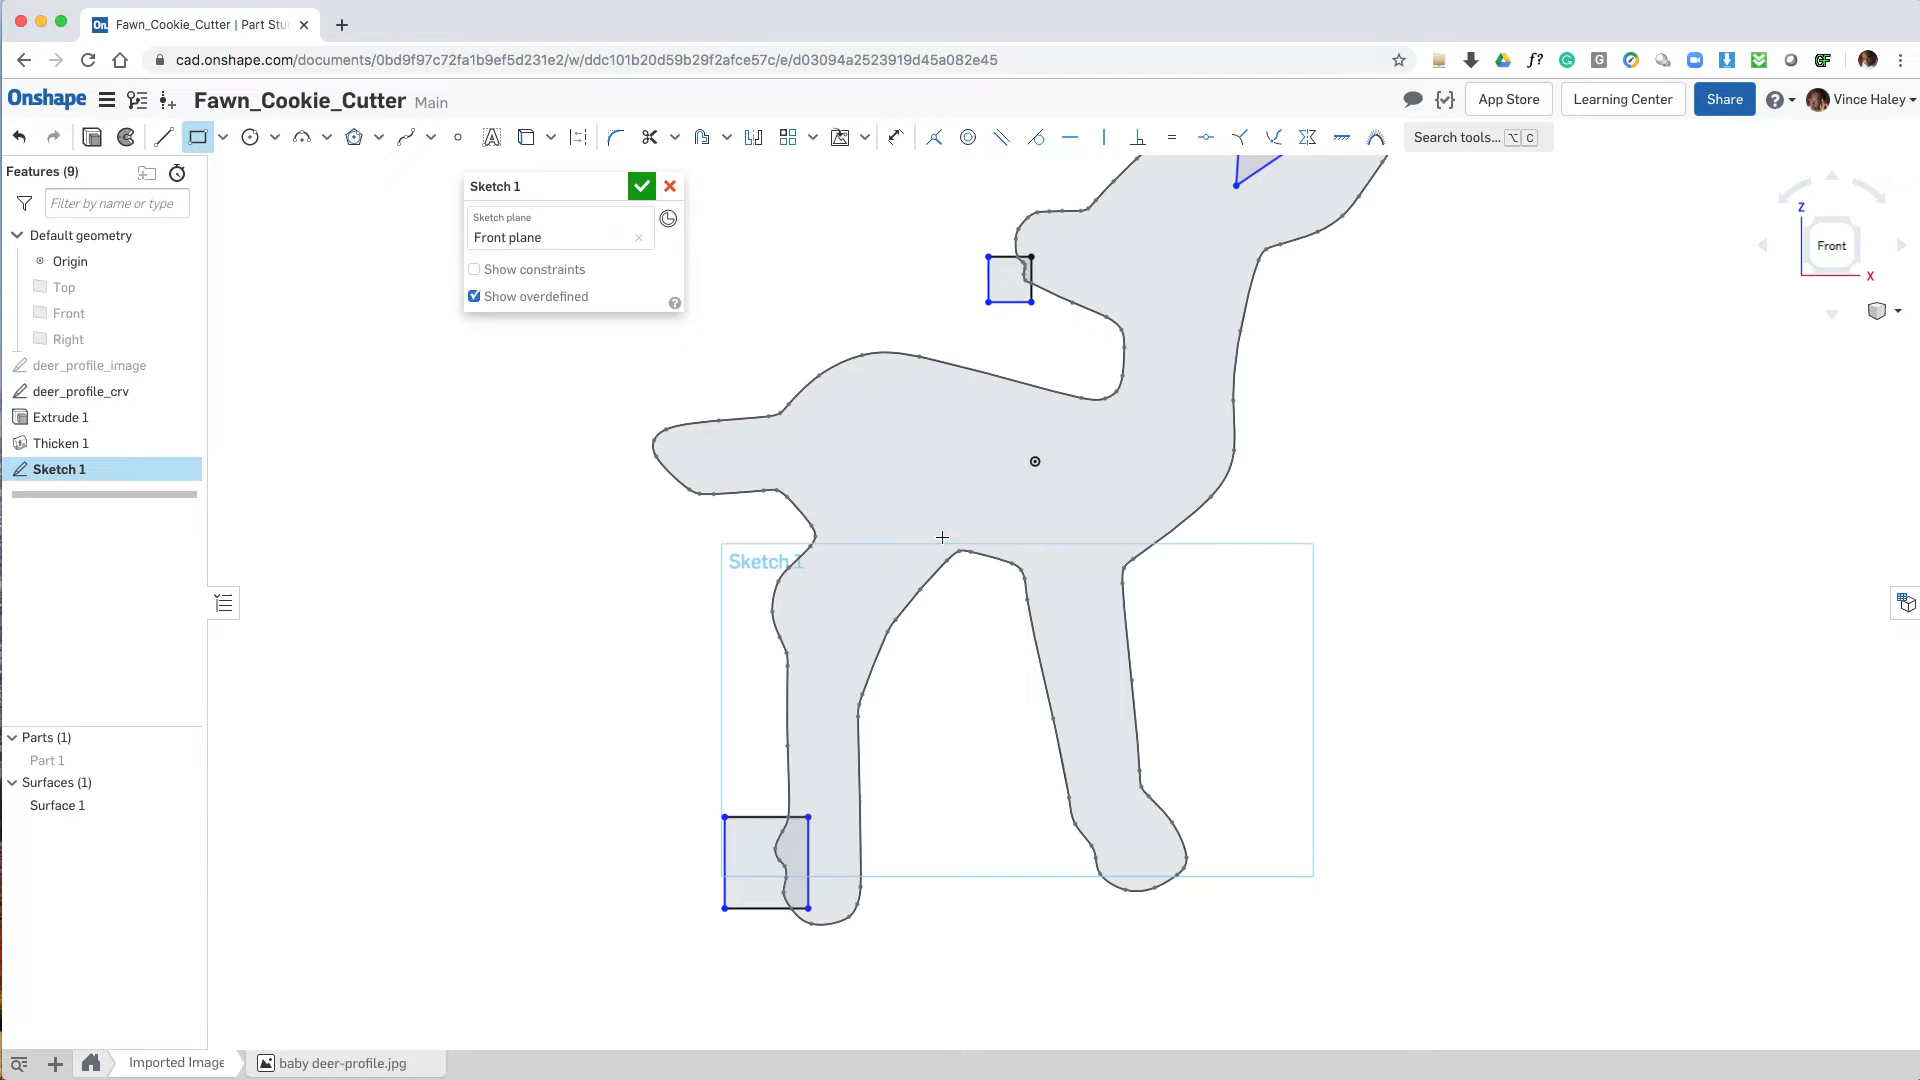 On Fawn_Cookie_Cutter | Part Stu
cad.onshape.com/documents/0bd9f97c72fa1b9ef5d231e2/w/ddc101b20d59b29f2afce57c/e/d03094a2523919d45a082e45
f?
G
GF
Onshape
Fawn_Cookie_Cutter Main
App Store
Learning Center
Share
?
Vince Haley
Search tools... ⌥ C
Features (9)
Filter by name or type
Default geometry
Origin
Top
Front
Right
deer_profile_image
deer_profile_crv
Extrude 1
Thicken 1
Sketch 1
Parts (1)
Part 1
Surfaces (1)
Surface 1
Sketch 1
Sketch plane
Front plane
Show constraints
Show overdefined
?
Z
Front
X
Sketch 1
Imported Image
baby deer-profile.jpg